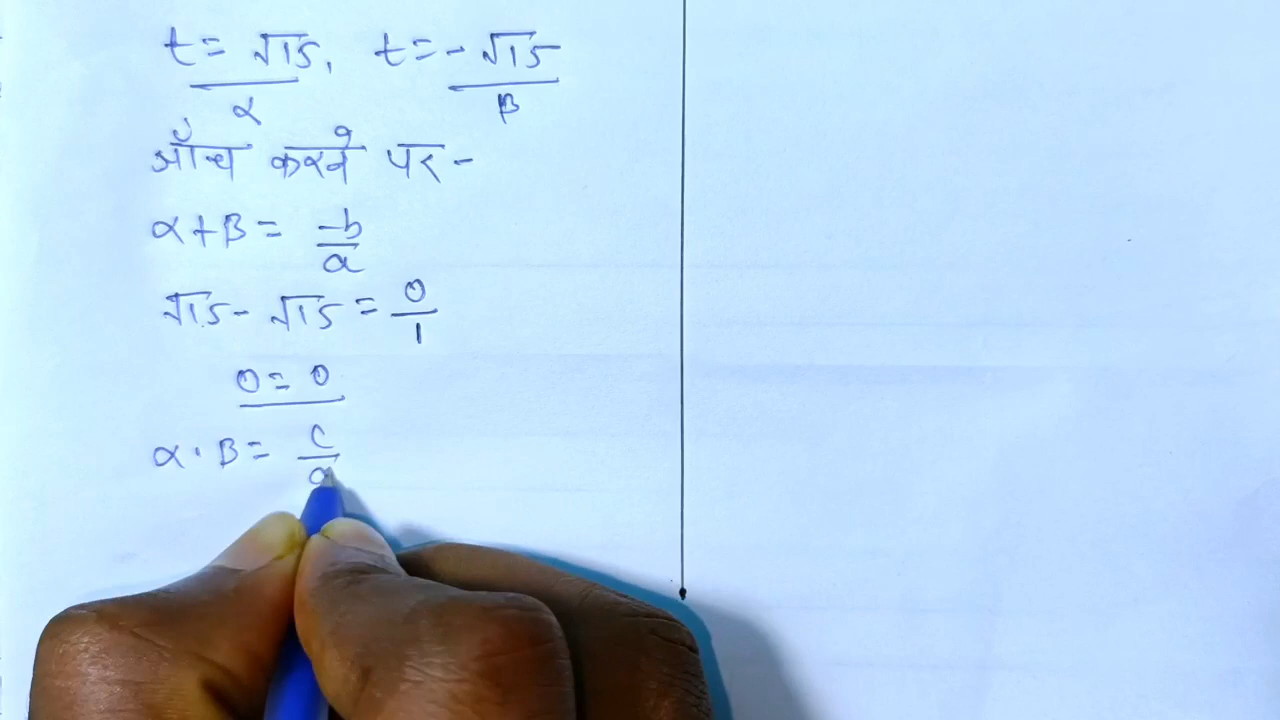 t = √15, t = - √15
α β
जाँच करने पर -
α + β = -b/a
√15 - √15 = 0/1
0 = 0
α · β = c/a